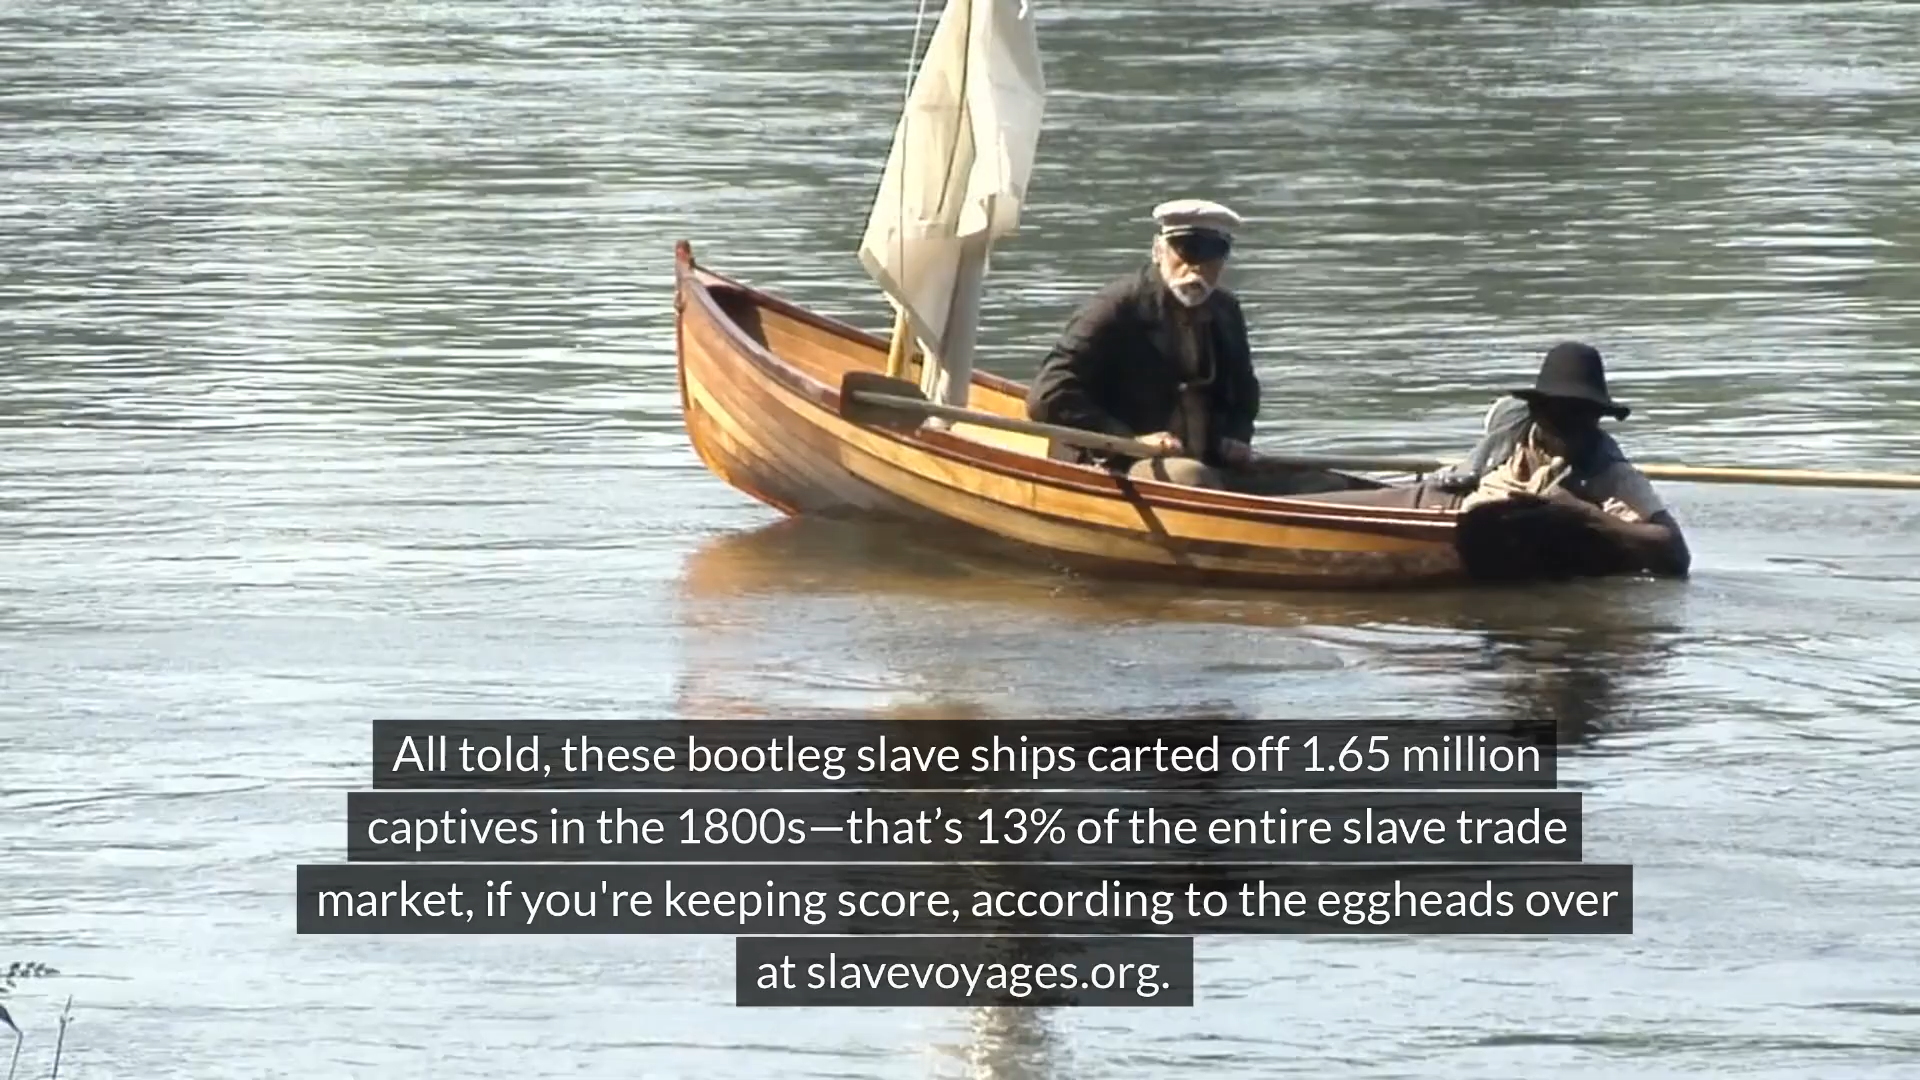 All told, these bootleg slave ships carted off 1.65 million
captives in the 1800s—that’s 13% of the entire slave trade
market, if you're keeping score, according to the eggheads over
at slavevoyages.org.